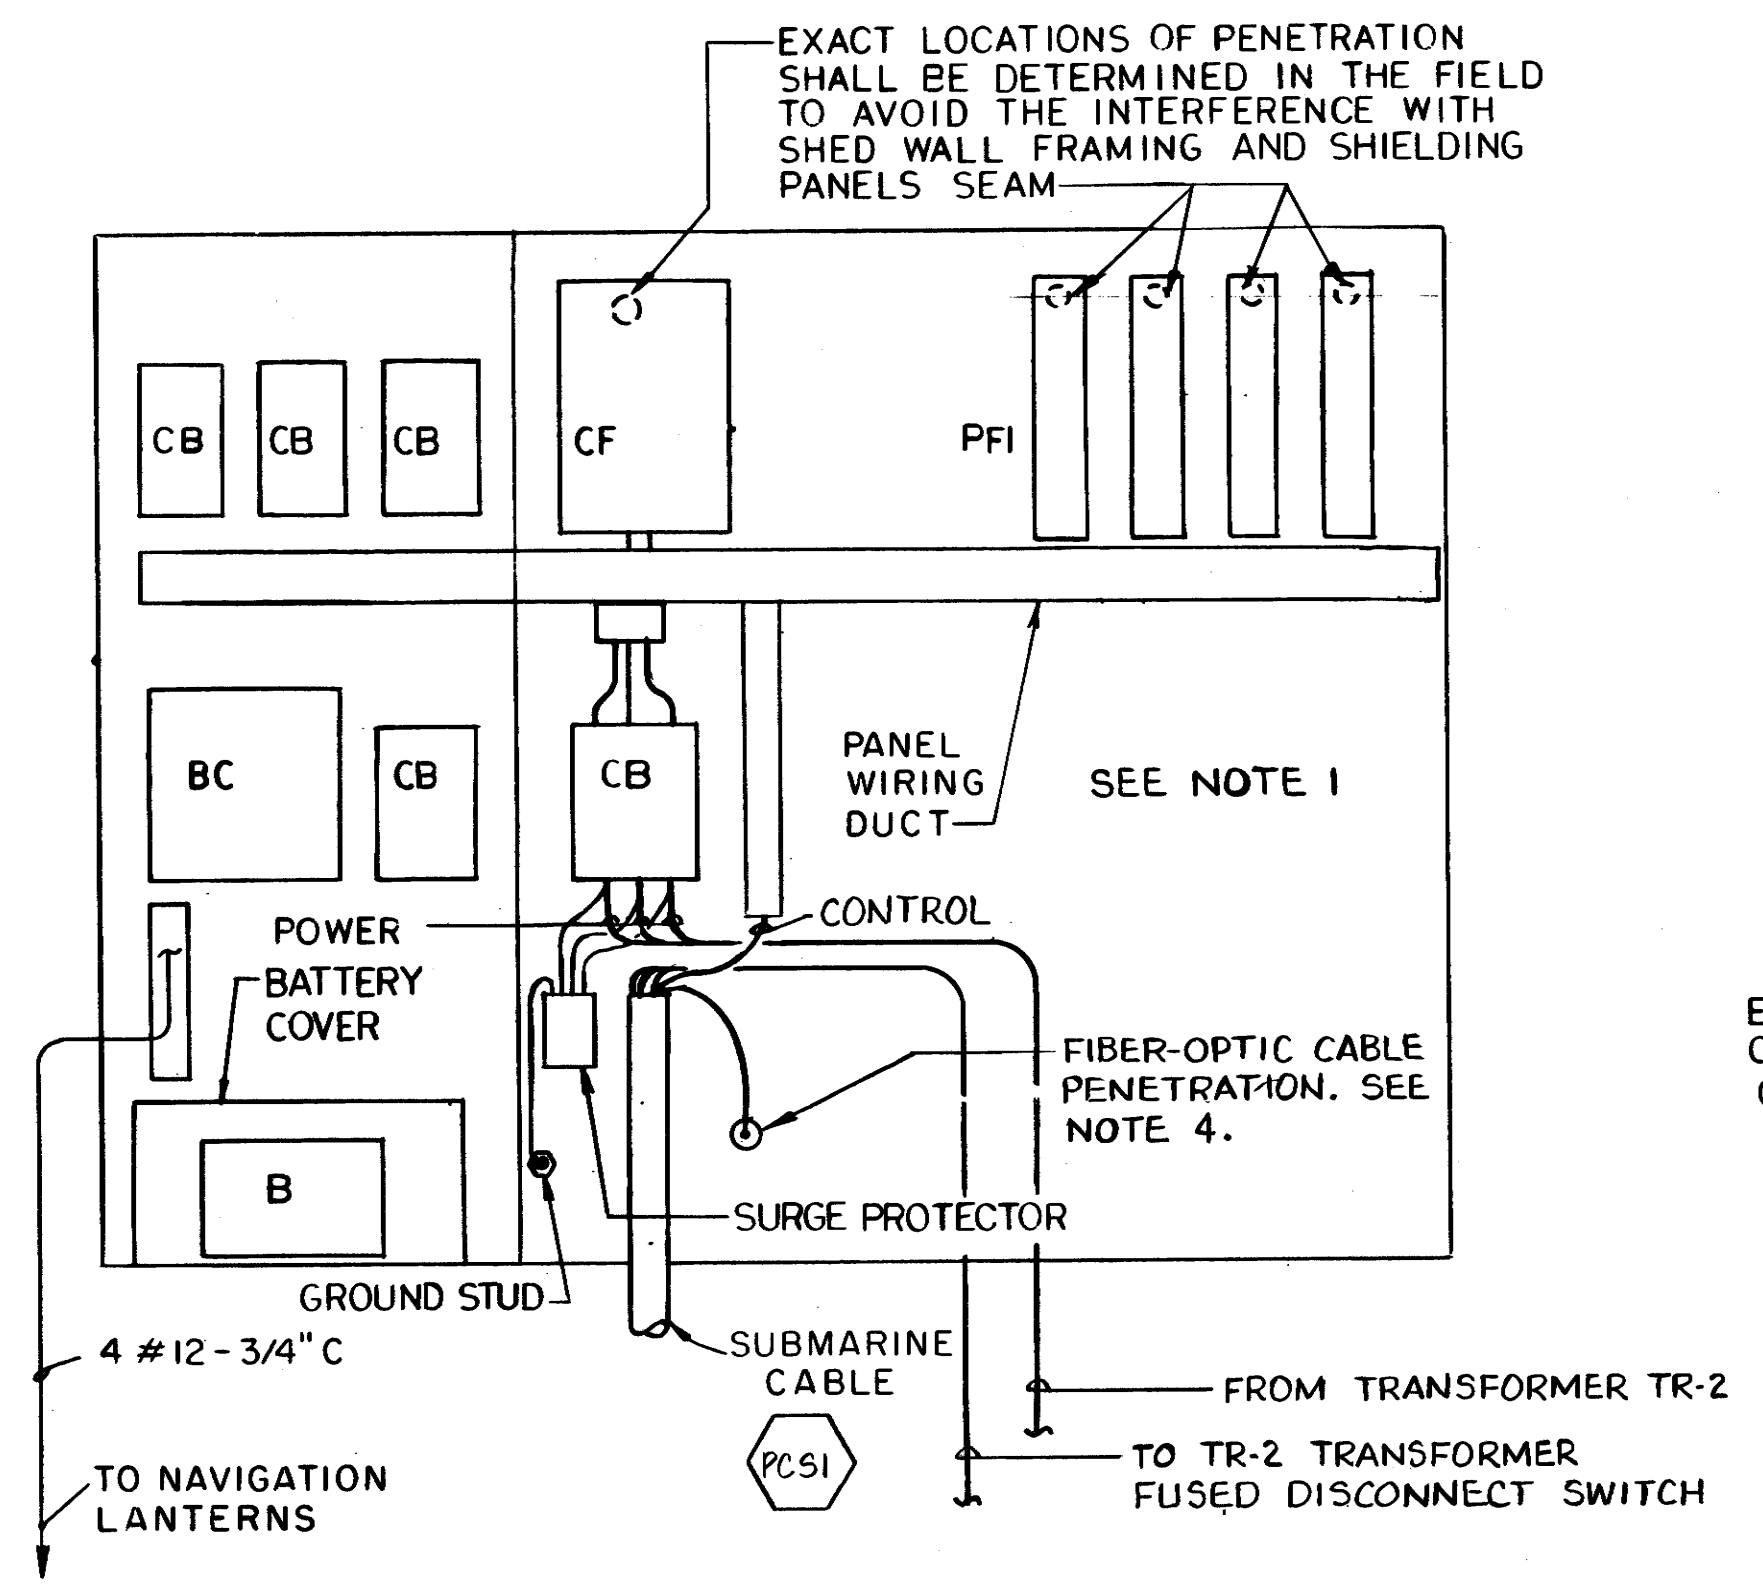 EXACT LOCATIONS OF PENETRATION
SHALL BE DETERMINED IN THE FIELD
TO AVOID THE INTERFERENCE WITH
SHED WALL FRAMING AND SHIELDING
PANELS SEAM
CB
CB
CB
CF
PF1
BC
CB
CB
PANEL
WIRING
DUCT
SEE NOTE 1
POWER
CONTROL
BATTERY
COVER
FIBER-OPTIC CABLE
PENETRATION. SEE
NOTE 4.
B
SURGE PROTECTOR
GROUND STUD
4 #12-3/4" C
SUBMARINE
CABLE
FROM TRANSFORMER TR-2
PCS1
TO TR-2 TRANSFORMER
FUSED DISCONNECT SWITCH
TO NAVIGATION
LANTERNS